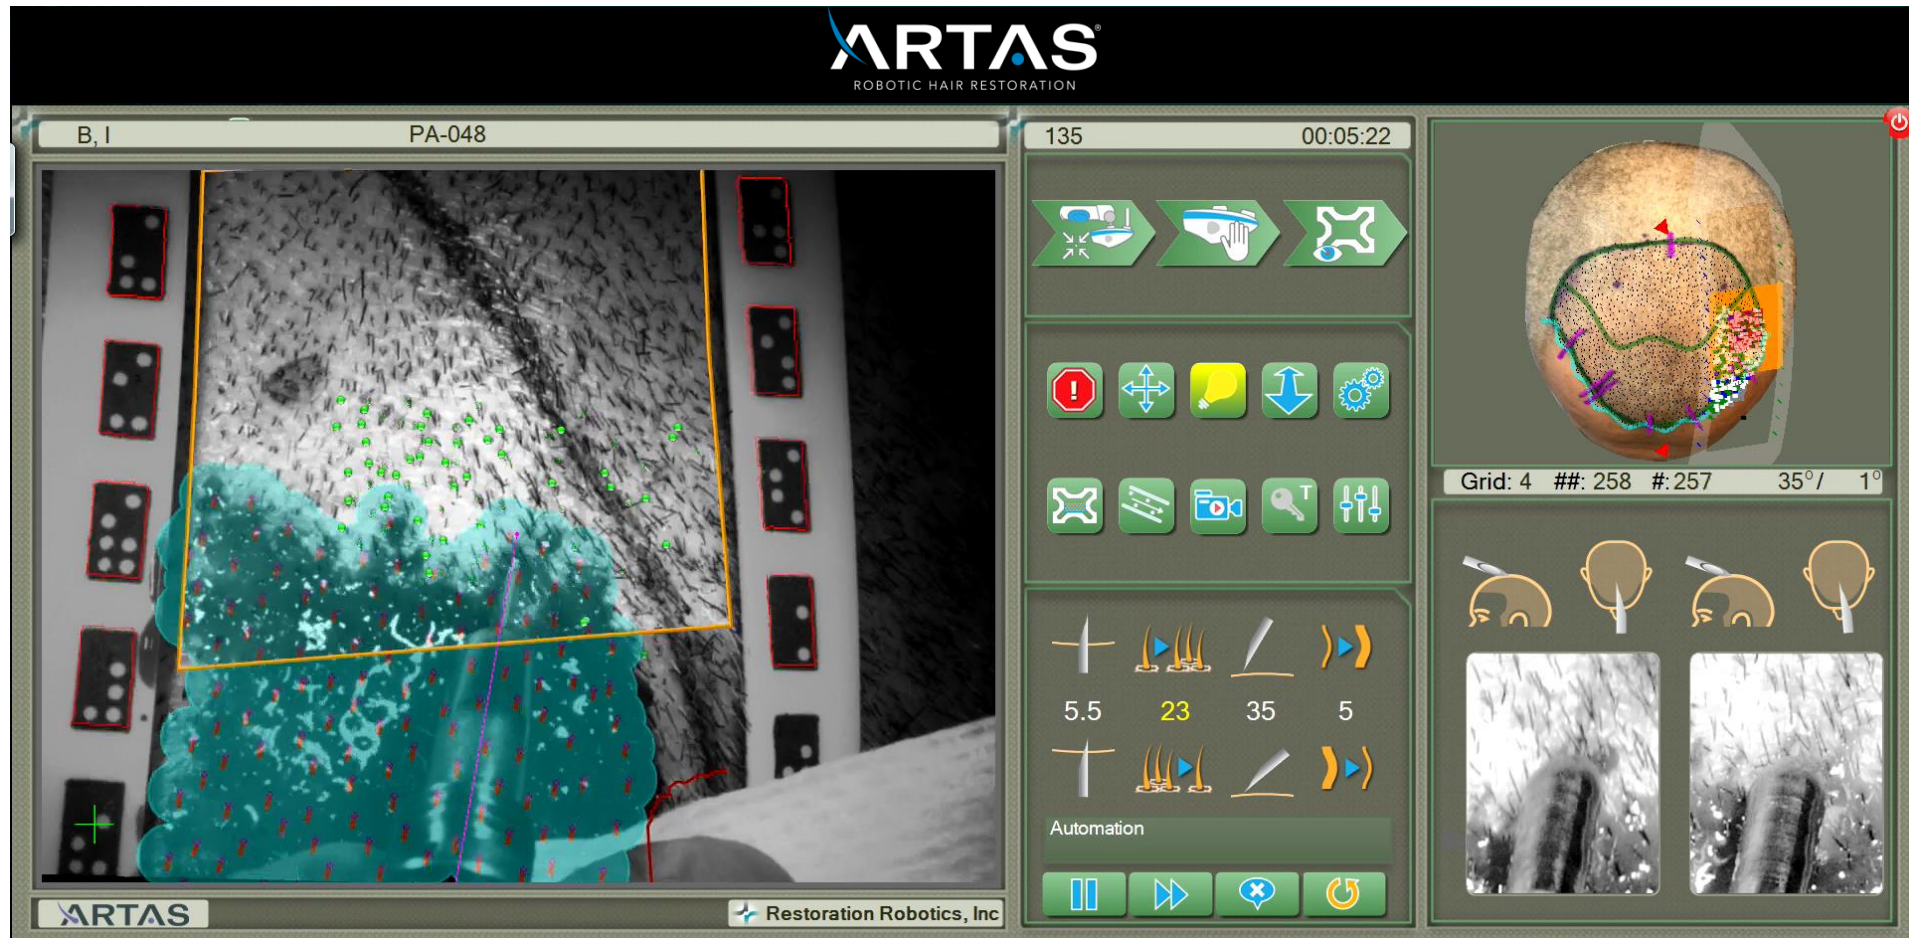 ARTAS®
ROBOTIC HAIR RESTORATION
B, I PA-048
135 00:05:22
Grid: 4 ##: 258 #: 257 35°/ 1°
T
5.5 23 35 5
Automation
ARTAS
Restoration Robotics, Inc